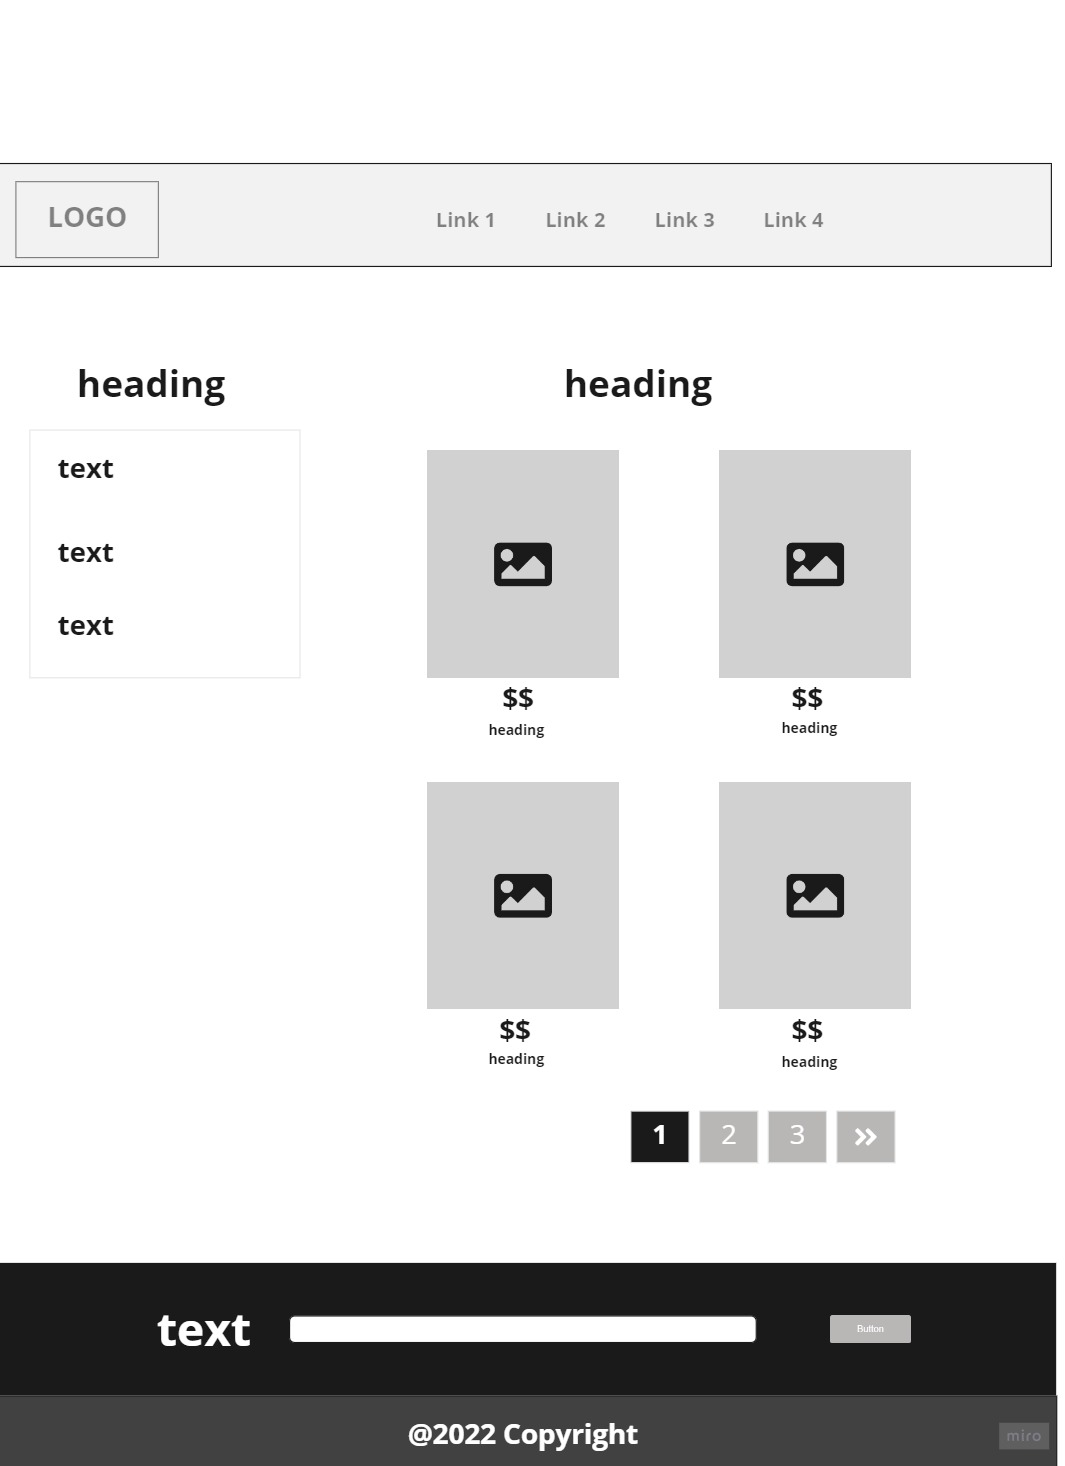 LOGO
Link 1 Link 2 Link 3 Link 4
heading
text
text
text
heading
$$ $$
heading heading
$$ $$
heading heading
1 2 3 »
text
Button
@2022 Copyright
miro